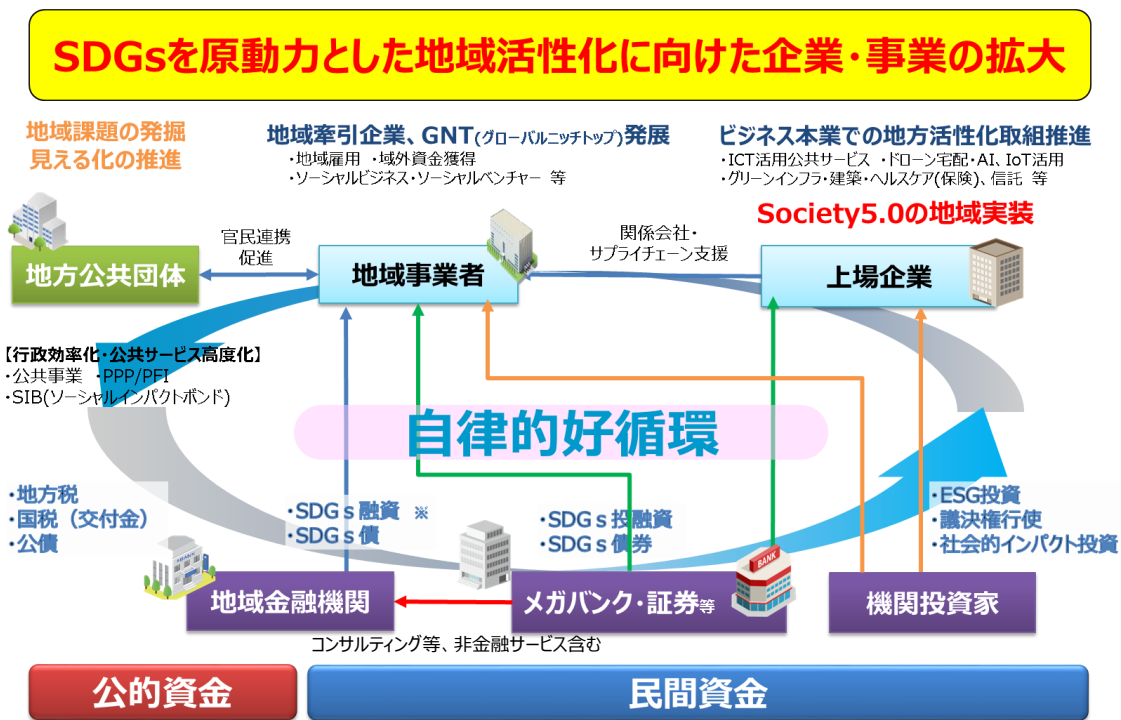 SDGsを原動力とした地域活性化に向けた企業・事業の拡大
地域課題の発掘
見える化の推進
地域牽引企業、GNT(グローバルニッチトップ)発展
・地域雇用 ・域外資金獲得
・ソーシャルビジネス・ソーシャルベンチャー 等
ビジネス本業での地方活性化取組推進
・ICT活用公共サービス ・ドローン宅配・AI、IoT活用
・グリーンインフラ・建築・ヘルスケア(保険)、信託 等
Society5.0の地域実装
地方公共団体
官民連携
促進
地域事業者
関係会社・
サプライチェーン支援
上場企業
【行政効率化・公共サービス高度化】
・公共事業 ・PPP/PFI
・SIB(ソーシャルインパクトボンド)
自律的好循環
・地方税
・国税（交付金）
・公債
・SDGｓ融資 ※
・SDGｓ債
・SDGｓ投融資
・SDGｓ債券
・ESG投資
・議決権行使
・社会的インパクト投資
BANK
地域金融機関
メガバンク・証券等
BANK
機関投資家
コンサルティング等、非金融サービス含む
公的資金
民間資金